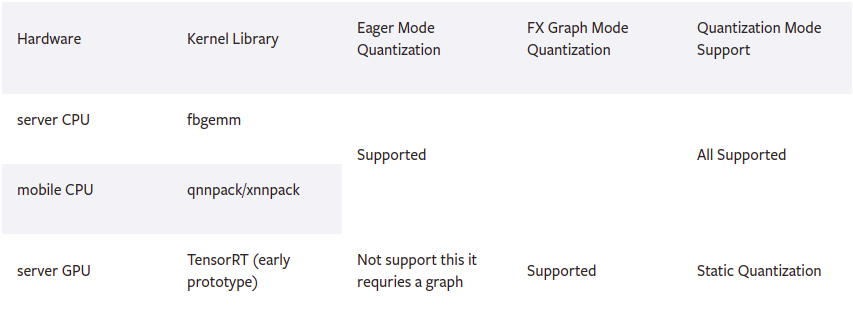 Hardware
Kernel Library
Eager Mode
Quantization
FX Graph Mode
Quantization
Quantization Mode
Support
server CPU
fbgemm
Supported
All Supported
mobile CPU
qnnpack/xnnpack
server GPU
TensorRT (early
prototype)
Not support this it
requries a graph
Supported
Static Quantization